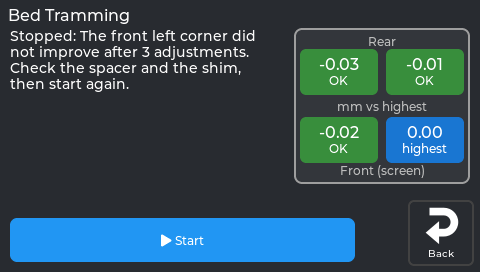 Bed Tramming
Stopped: The front left corner did
not improve after 3 adjustments.
Check the spacer and the shim,
then start again.
Rear
-0.03
OK
-0.01
OK
mm vs highest
-0.02
OK
0.00
highest
Front (screen)
Start
Back